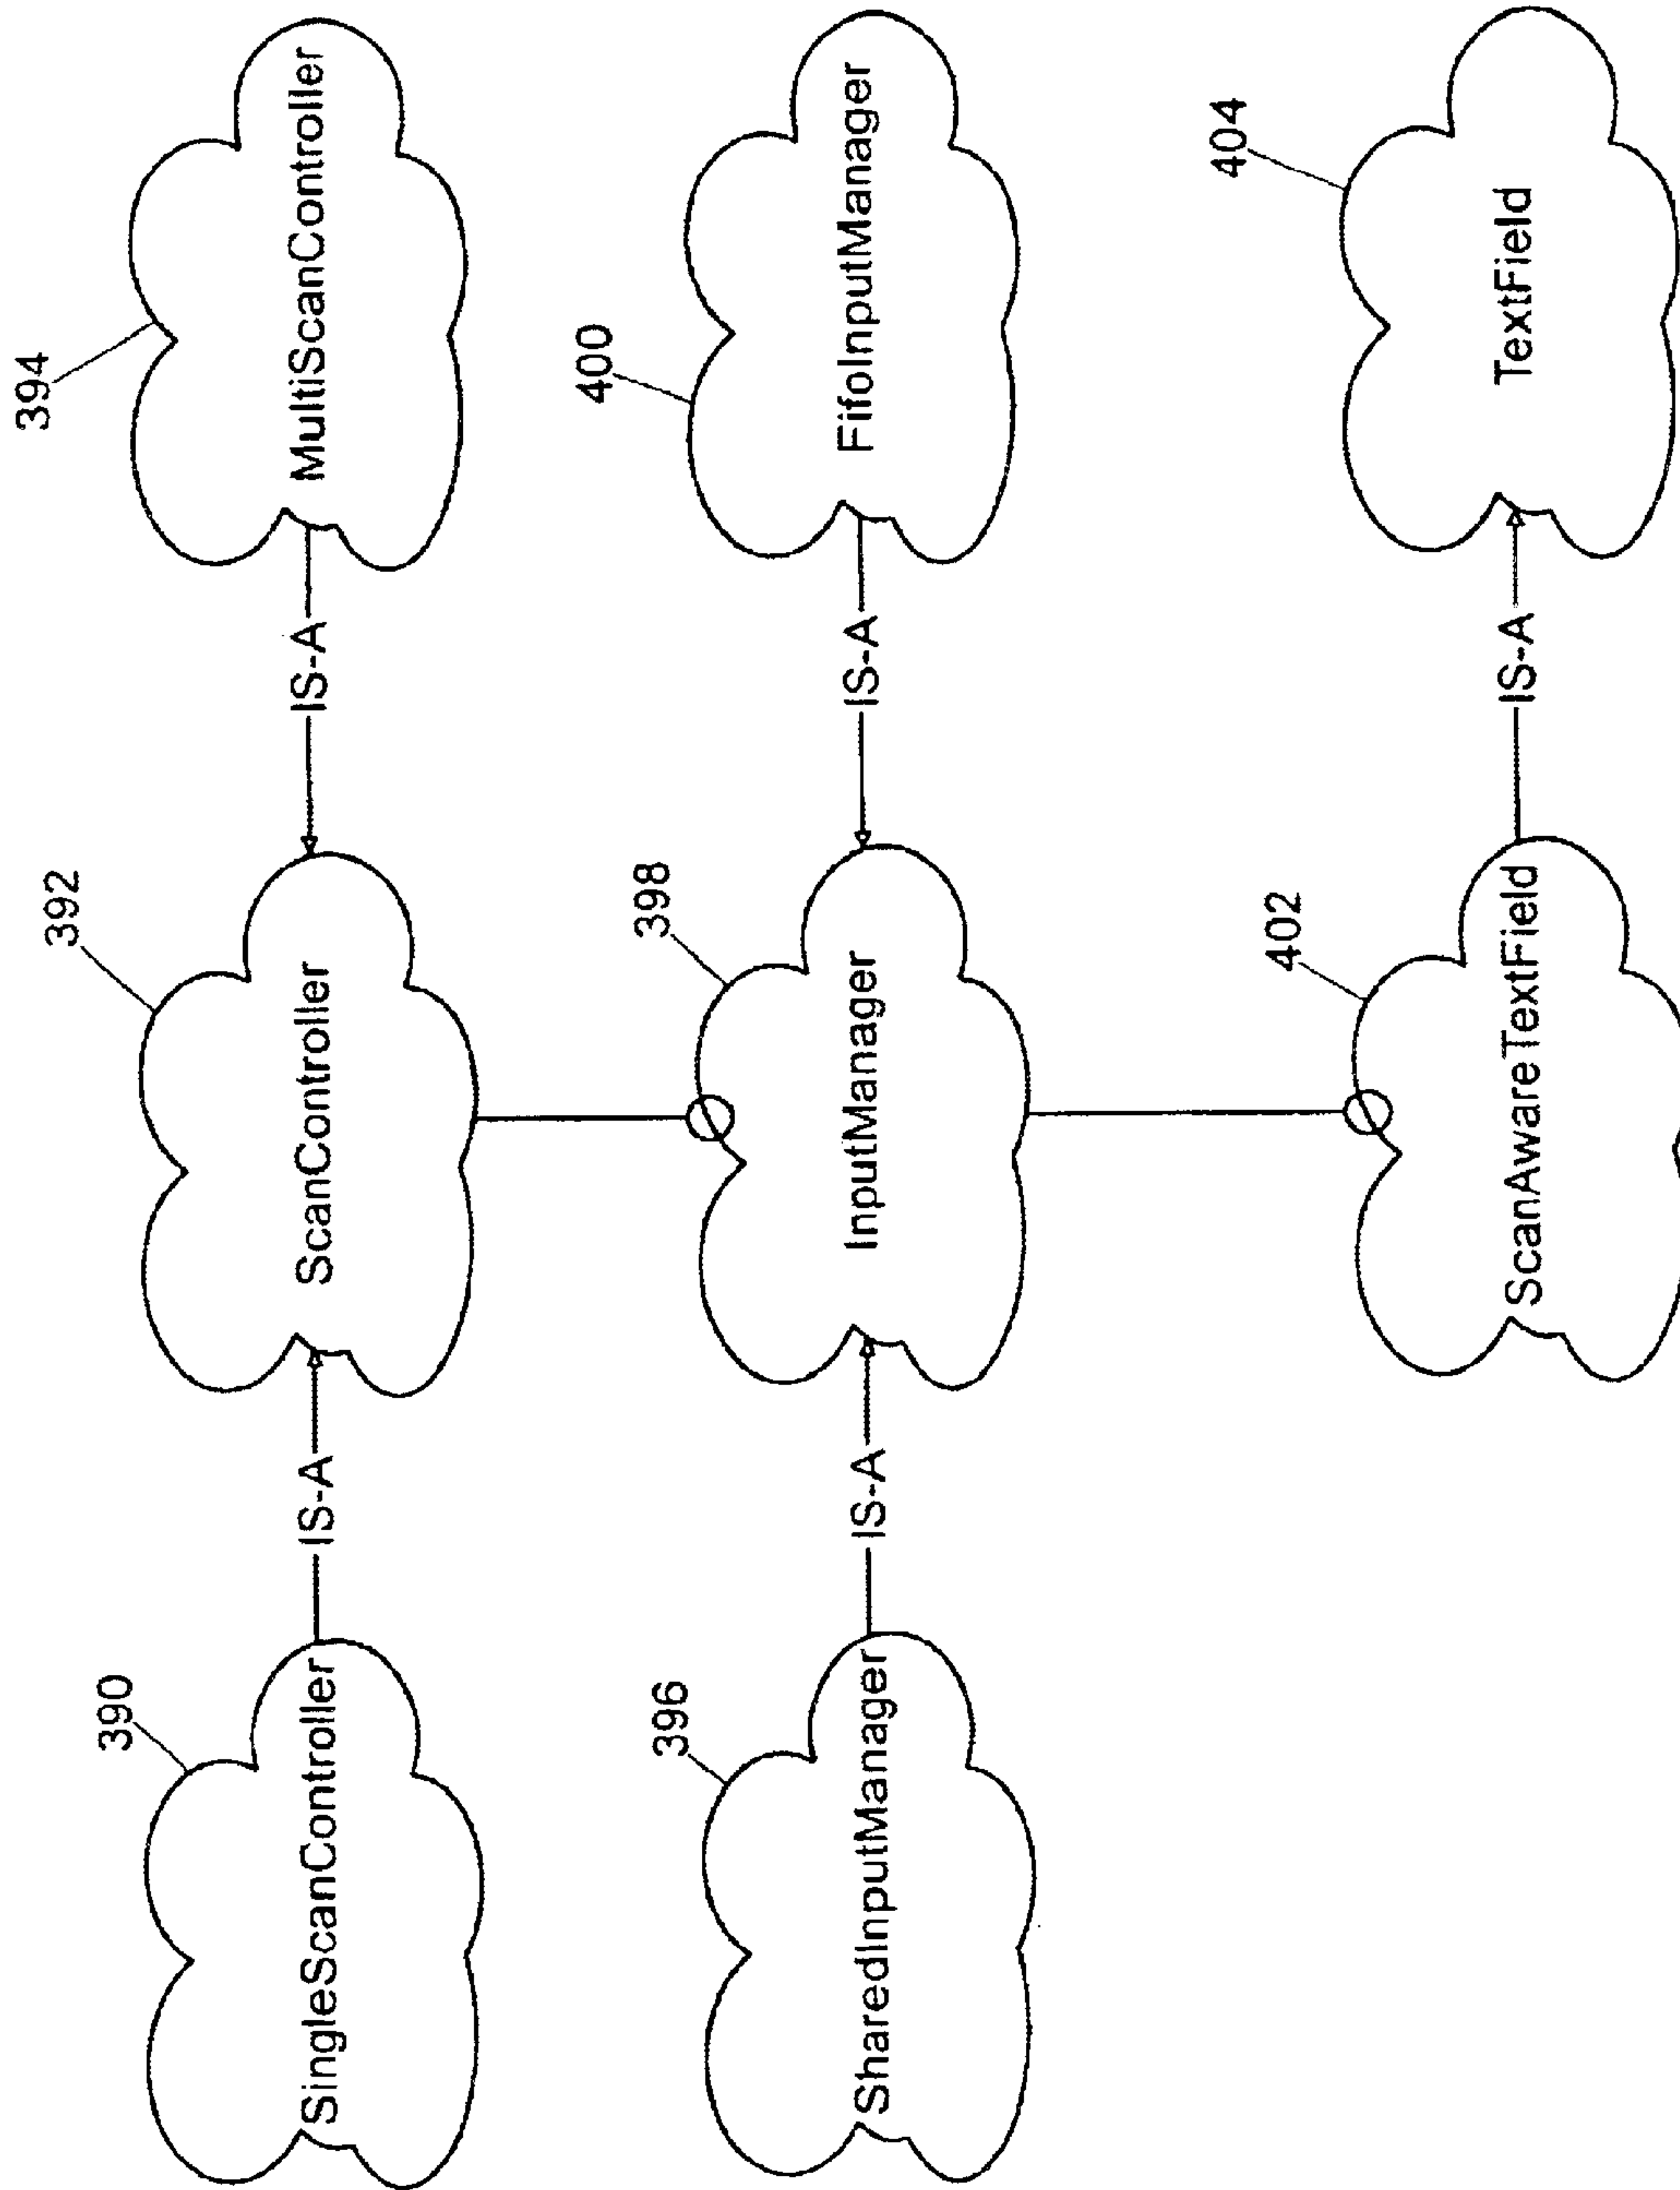 390
392
394
SingleScanController
IS-A
ScanController
IS-A
MultiScanController
396
398
400
SharedInputManager
IS-A
InputManager
IS-A
FifoInputManager
402
404
ScanAwareTextField
IS-A
TextField